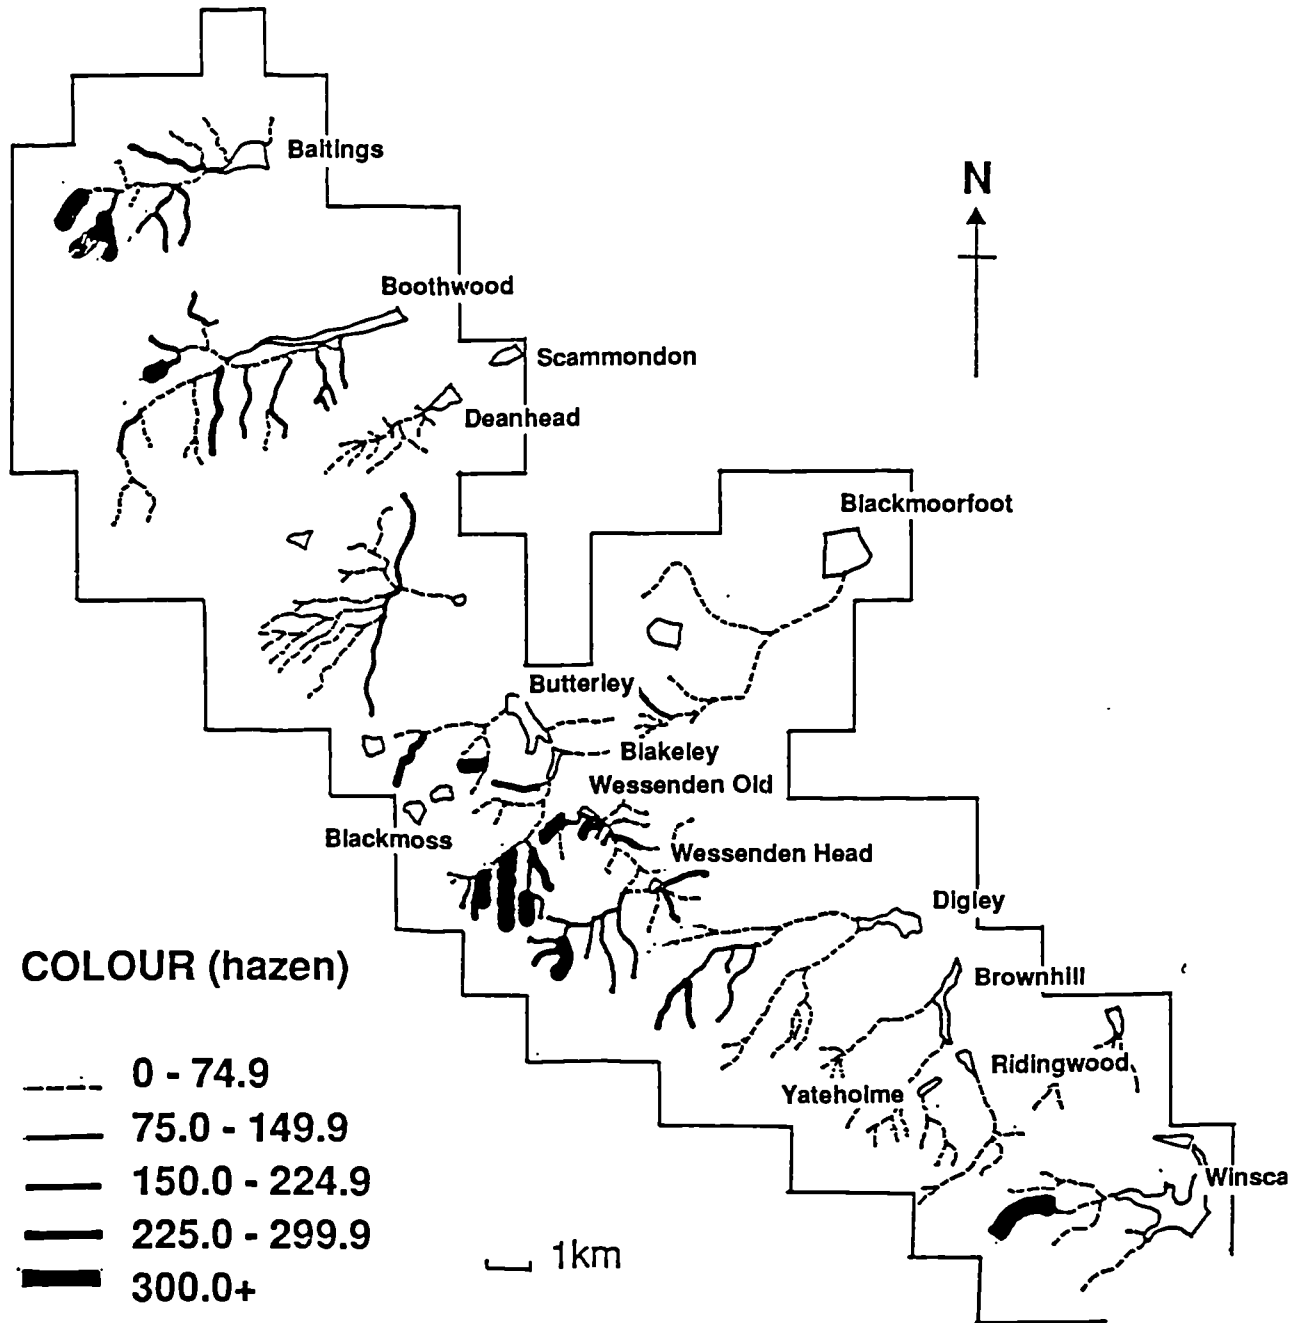 Baitings
N
Boothwood
Scammondon
Deanhead
Blackmoorfoot
Butterley
Blakeley
Wessenden Old
Blackmoss
Wessenden Head
Digley
Brownhill
Ridingwood
Yateholme
Winsca
COLOUR (hazen)
0 - 74.9
75.0 - 149.9
150.0 - 224.9
225.0 - 299.9
300.0+
1km